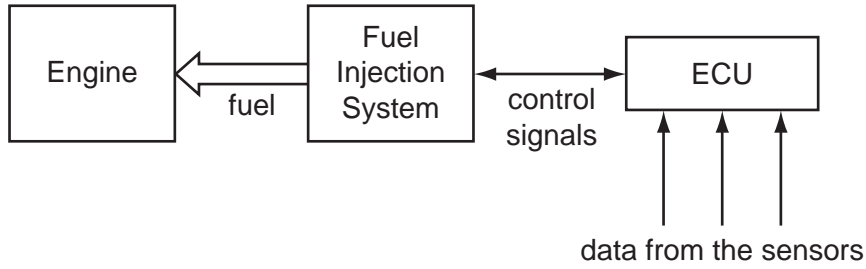 Engine
fuel
Fuel
Injection
System
control
signals
ECU
data from the sensors